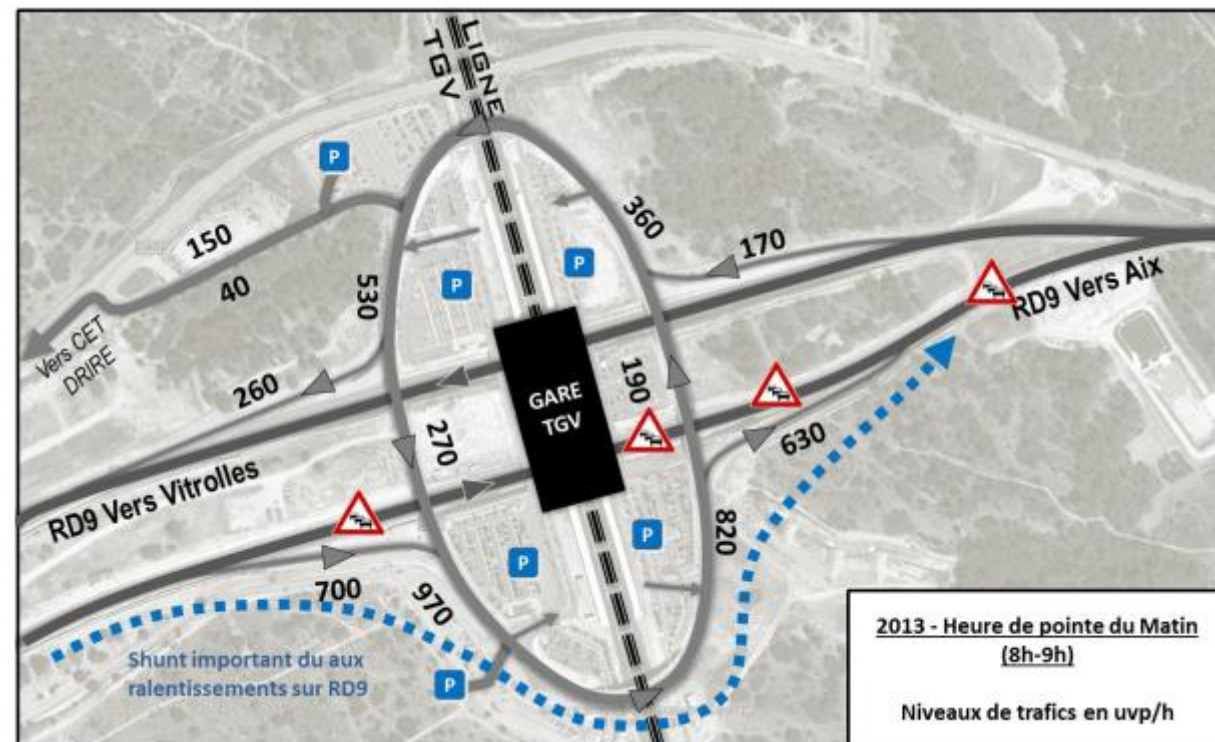 LIGNE
TGV
P
150
40
Vers CET
DRIRE
530
P
P
360
170
RD9 Vers Aix
260
270
GARE
TGV
190
630
RD9 Vers Vitrolles
700
970
P
P
820
Shunt important du aux
ralentissements sur RD9
P
2013 - Heure de pointe du Matin
(8h-9h)
Niveaux de trafics en uvp/h